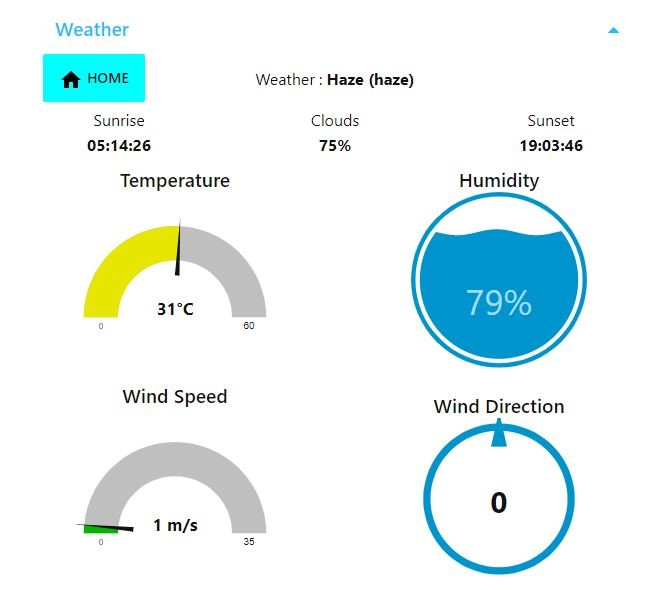 Weather
HOME
Weather : Haze (haze)
Sunrise Clouds Sunset
05:14:26 75% 19:03:46
Temperature Humidity
79%
31°C
0 60
Wind Speed Wind Direction
0
1 m/s
0 35